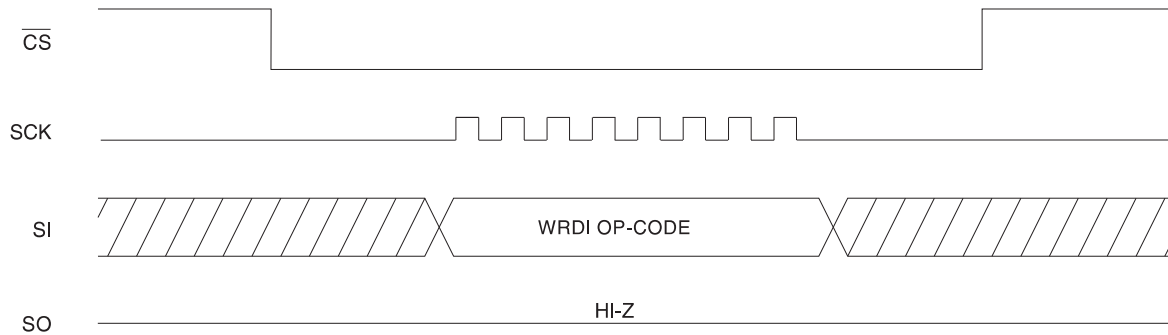 CS
SCK
SI
WRDI OP-CODE
HI-Z
SO